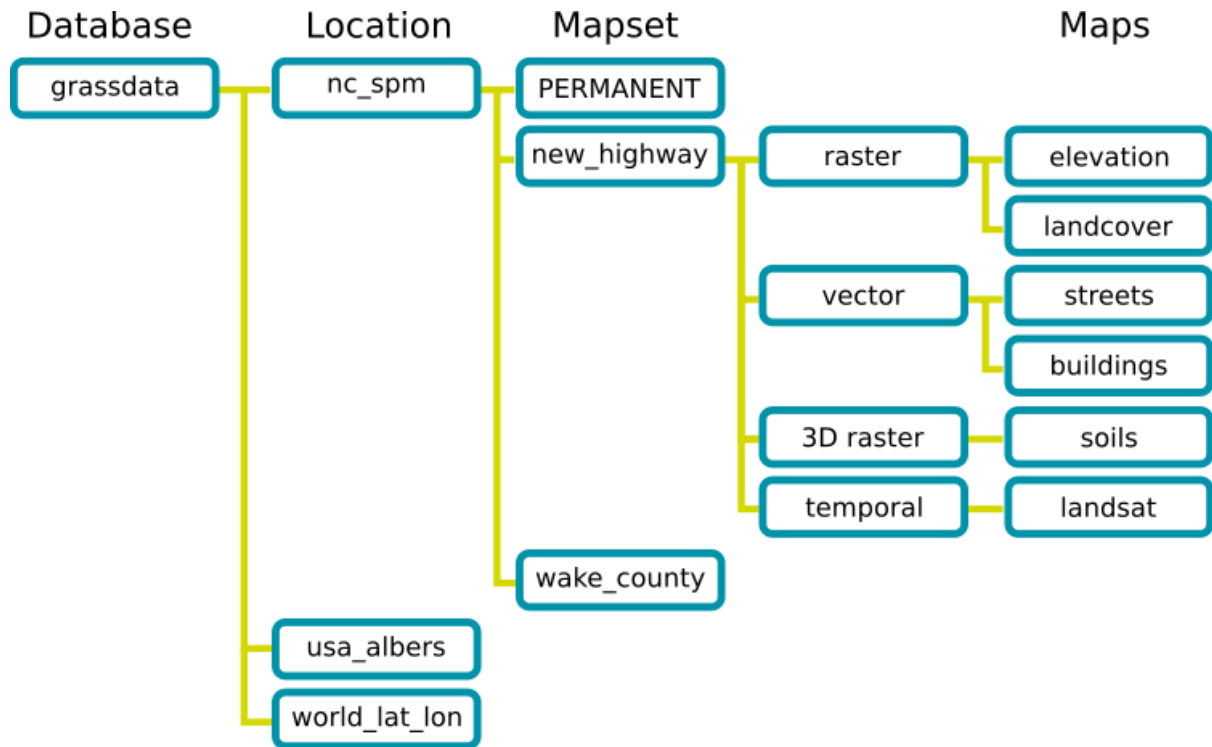 Database Location Mapset Maps
grassdata nc_spm PERMANENT
new_highway raster elevation
landcover
vector streets
buildings
3D raster soils
temporal landsat
wake_county
usa_albers
world_lat_lon